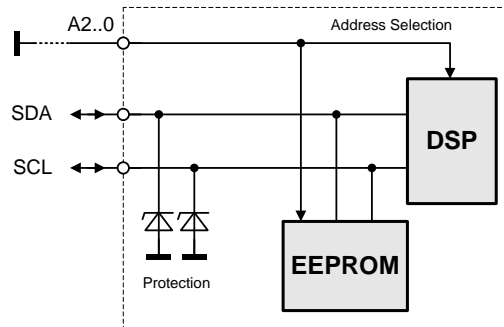 A2..0
Address Selection
SDA
DSP
SCL
EEPROM
Protection